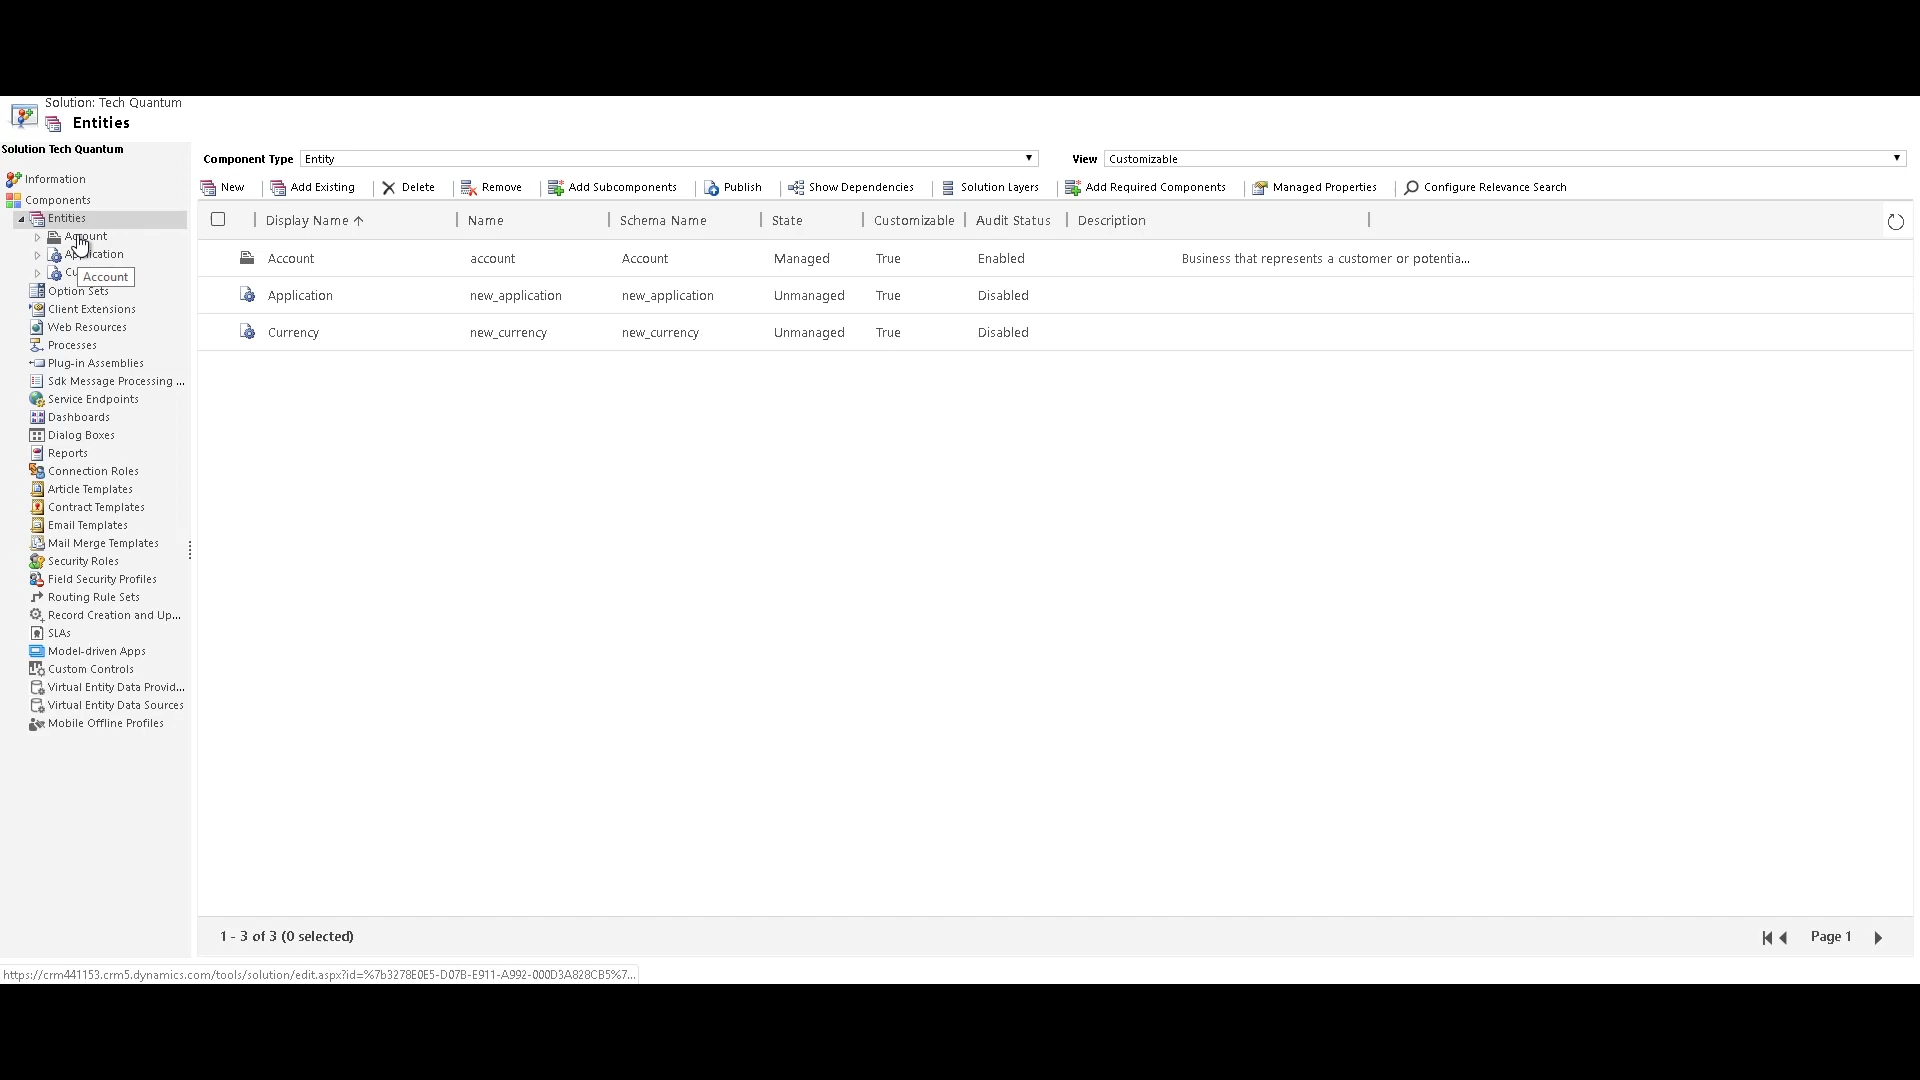 Solution: Tech Quantum
Entities
Solution Tech Quantum
Information
Components
Entities
Account
Application
Cu
Account
Option Sets
Client Extensions
Web Resources
Processes
Plug-in Assemblies
Sdk Message Processing ...
Service Endpoints
Dashboards
Dialog Boxes
Reports
Connection Roles
Article Templates
Contract Templates
Email Templates
Mail Merge Templates
Security Roles
Field Security Profiles
Routing Rule Sets
Record Creation and Up...
SLAs
Model-driven Apps
Custom Controls
Virtual Entity Data Provid...
Virtual Entity Data Sources
Mobile Offline Profiles
Component Type Entity View Customizable
New Add Existing Delete Remove Add Subcomponents Publish Show Dependencies Solution Layers Add Required Components Managed Properties Configure Relevance Search
Display Name Name Schema Name State Customizable Audit Status Description
Account account Account Managed True Enabled Business that represents a customer or potentia...
Application new_application new_application Unmanaged True Disabled
Currency new_currency new_currency Unmanaged True Disabled
1 - 3 of 3 (0 selected) Page 1
https://crm441153.crm5.dynamics.com/tools/solution/edit.aspx?id=%7b3278E0E5-D07B-E911-A992-000D3A828CB5%7...